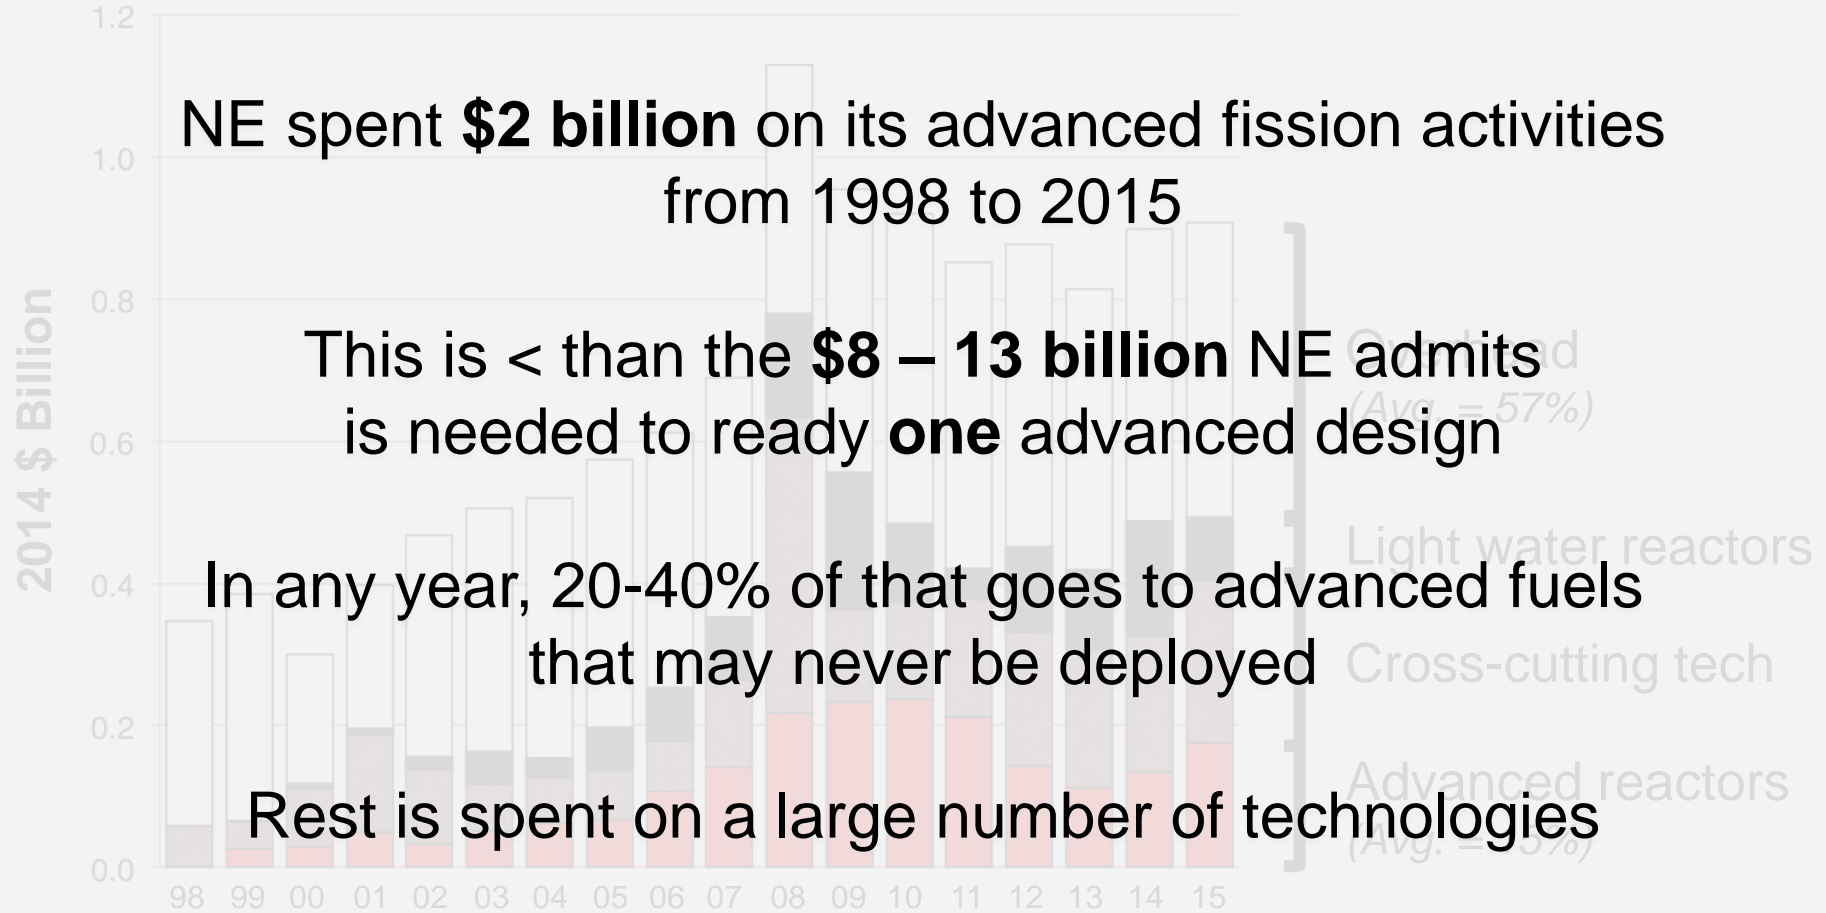 NE spent $2 billion on its advanced fission activities
from 1998 to 2015
This is < than the $8 – 13 billion NE admits
is needed to ready one advanced design
In any year, 20-40% of that goes to advanced fuels
that may never be deployed
Rest is spent on a large number of technologies
2014 $ Billion
1.2
1.0
0.8
0.6
0.4
0.2
0.0
98 99 00 01 02 03 04 05 06 07 08 09 10 11 12 13 14 15
Overhead
(Avg. = 57%)
Light water reactors
Cross-cutting tech
Advanced reactors
(Avg. =